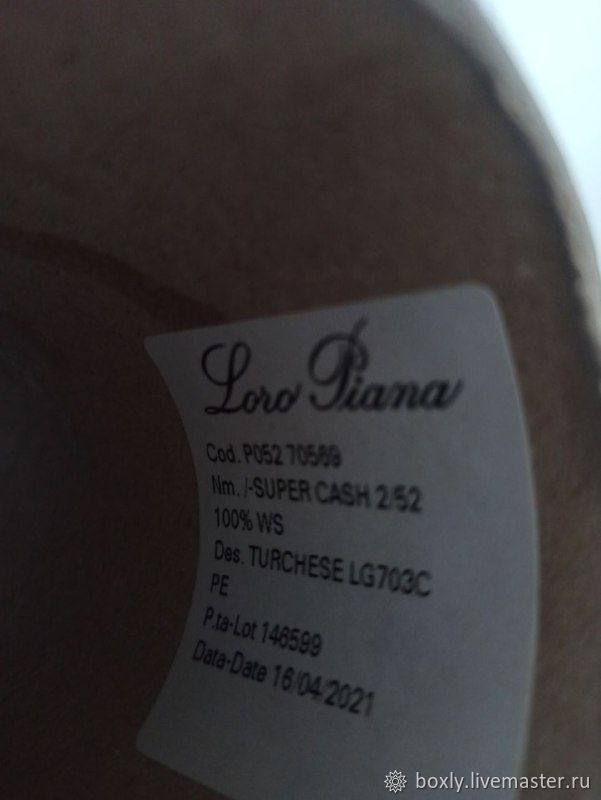 Loro Piana
Cod. P052 70569
Nm. /-SUPER CASH 2/52
100% WS
Des. TURCHESE LG703C
PE
P.ta-Lot 146599
Data-Date 16/04/2021
boxly.livemaster.ru